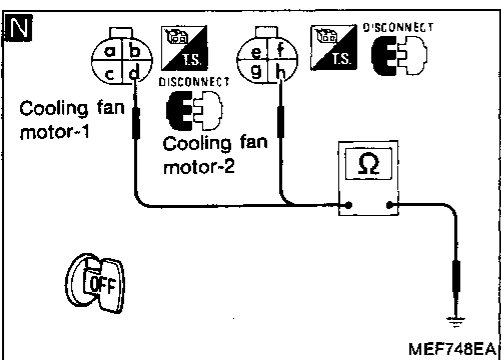 N
a b
c d
T.S.
DISCONNECT
e f
g h
T.S.
DISCONNECT
Cooling fan
motor-1
Cooling fan
motor-2
Ω
OFF
MEF748EA